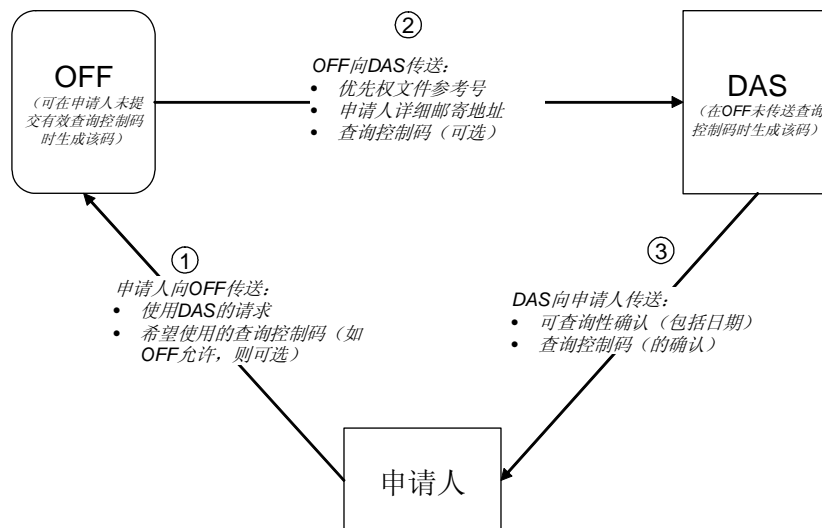 ②
OFF
（可在申请人未提
交有效查询控制码
时生成该码）
OFF向DAS传送：
• 优先权文件参考号
• 申请人详细邮寄地址
• 查询控制码（可选）
DAS
（在OFF未传送查询
控制码时生成该码）
①
申请人向OFF传送：
• 使用DAS的请求
• 希望使用的查询控制码（如
OFF允许，则可选）
③
DAS向申请人传送：
• 可查询性确认（包括日期）
• 查询控制码（的确认）
申请人